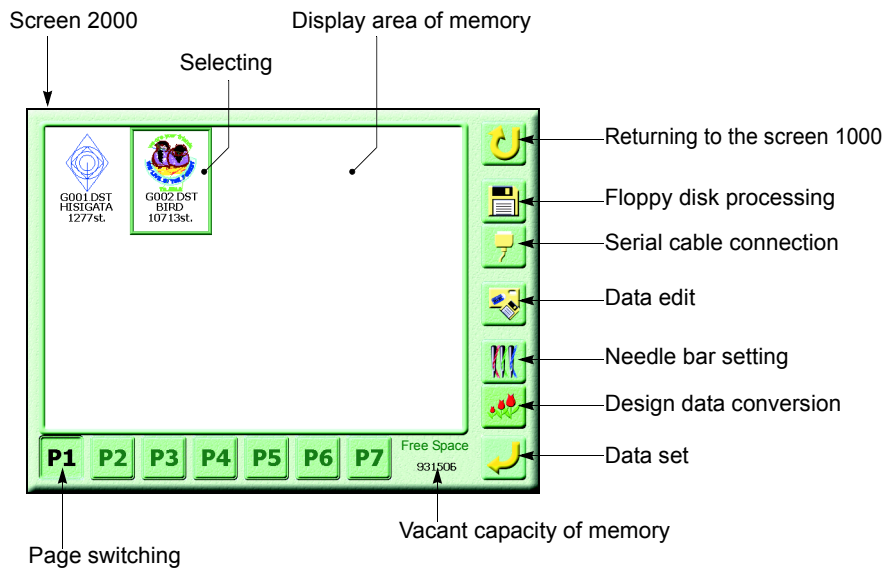 Screen 2000
Display area of memory
Selecting
Returning to the screen 1000
G001.DST
HISIGATA
1277st.
G002.DST
BIRD
10713st.
Floppy disk processing
Serial cable connection
Data edit
Needle bar setting
Design data conversion
P1 P2 P3 P4 P5 P6 P7
Free Space
931506
Data set
Vacant capacity of memory
Page switching